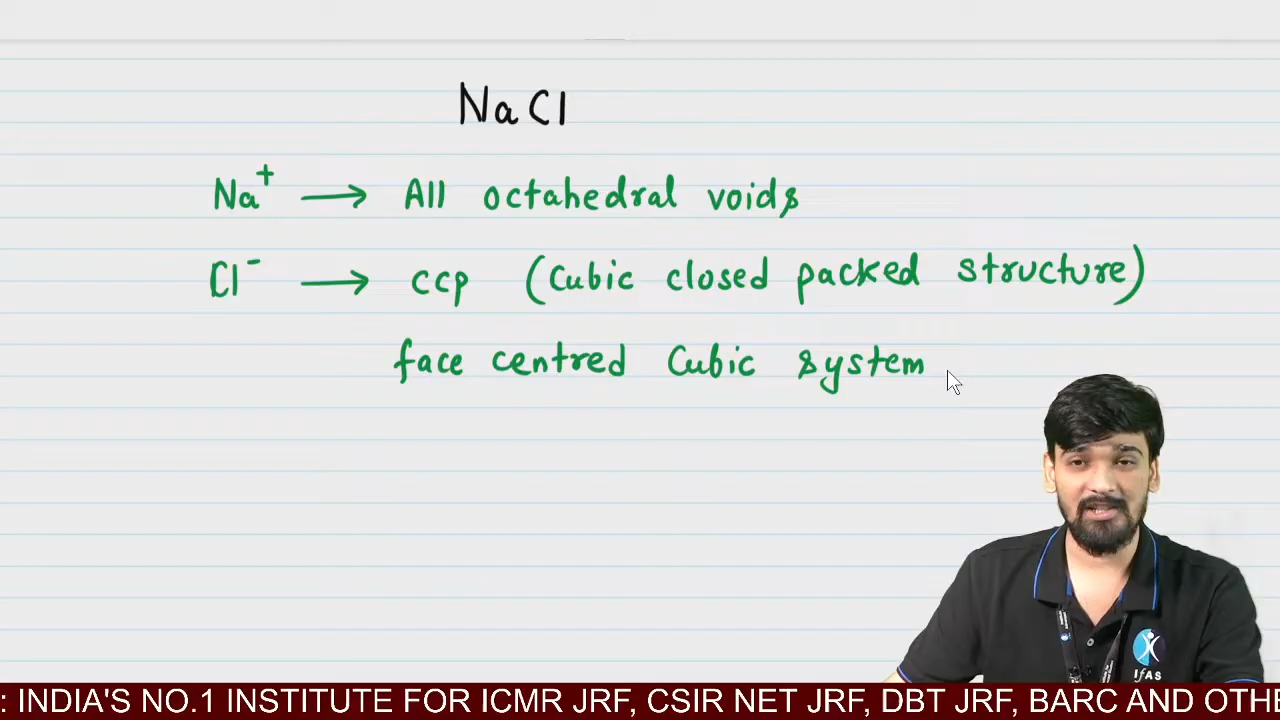 NaCl
Na⁺ ⟶ All octahedral voids
Cl⁻ ⟶ ccp (Cubic closed packed structure)
face centred Cubic system
IFAS
: INDIA'S NO.1 INSTITUTE FOR ICMR JRF, CSIR NET JRF, DBT JRF, BARC AND OTHE